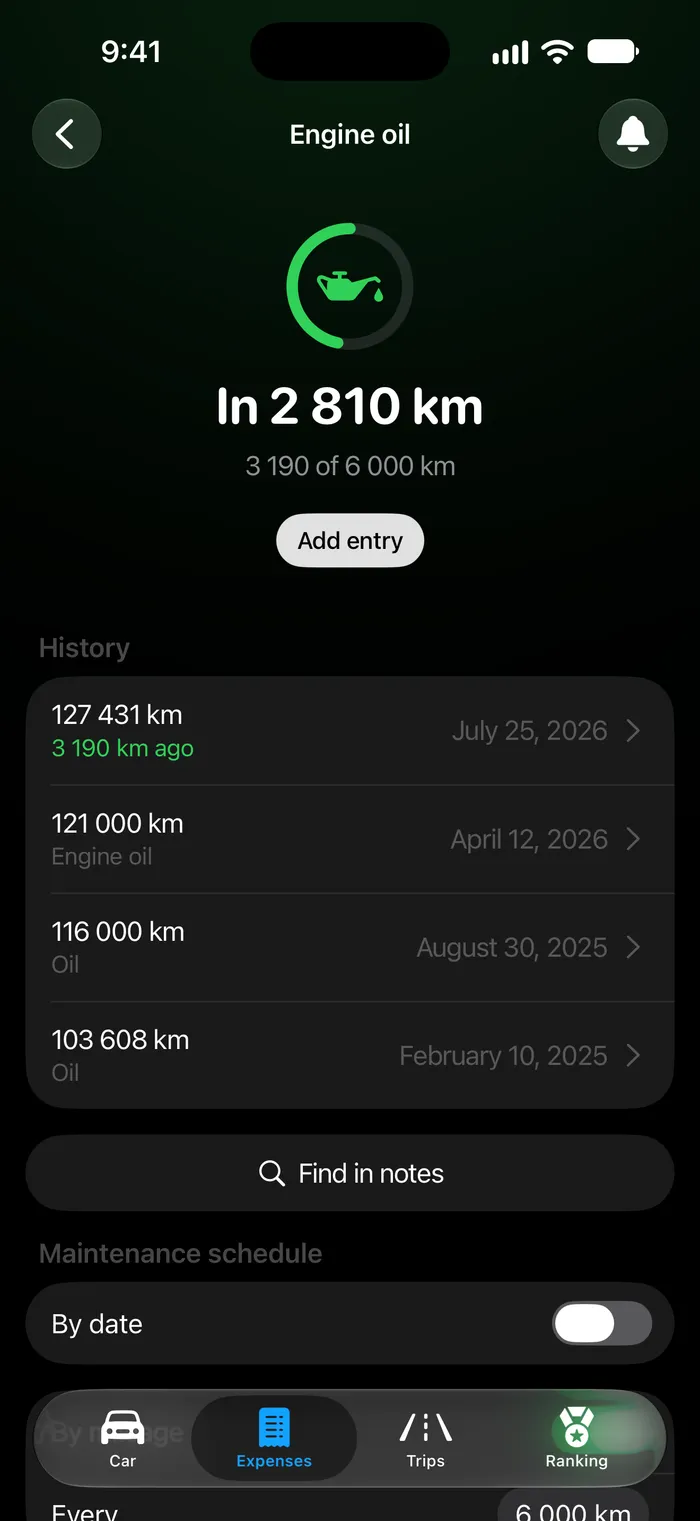 9:41
Engine oil
In 2 810 km
3 190 of 6 000 km
Add entry
History
127 431 km
3 190 km ago
July 25, 2026
121 000 km
Engine oil
April 12, 2026
116 000 km
Oil
August 30, 2025
103 608 km
Oil
February 10, 2025
Find in notes
Maintenance schedule
By date
By mileage
Car
Expenses
Trips
Ranking
Every
6 000 km